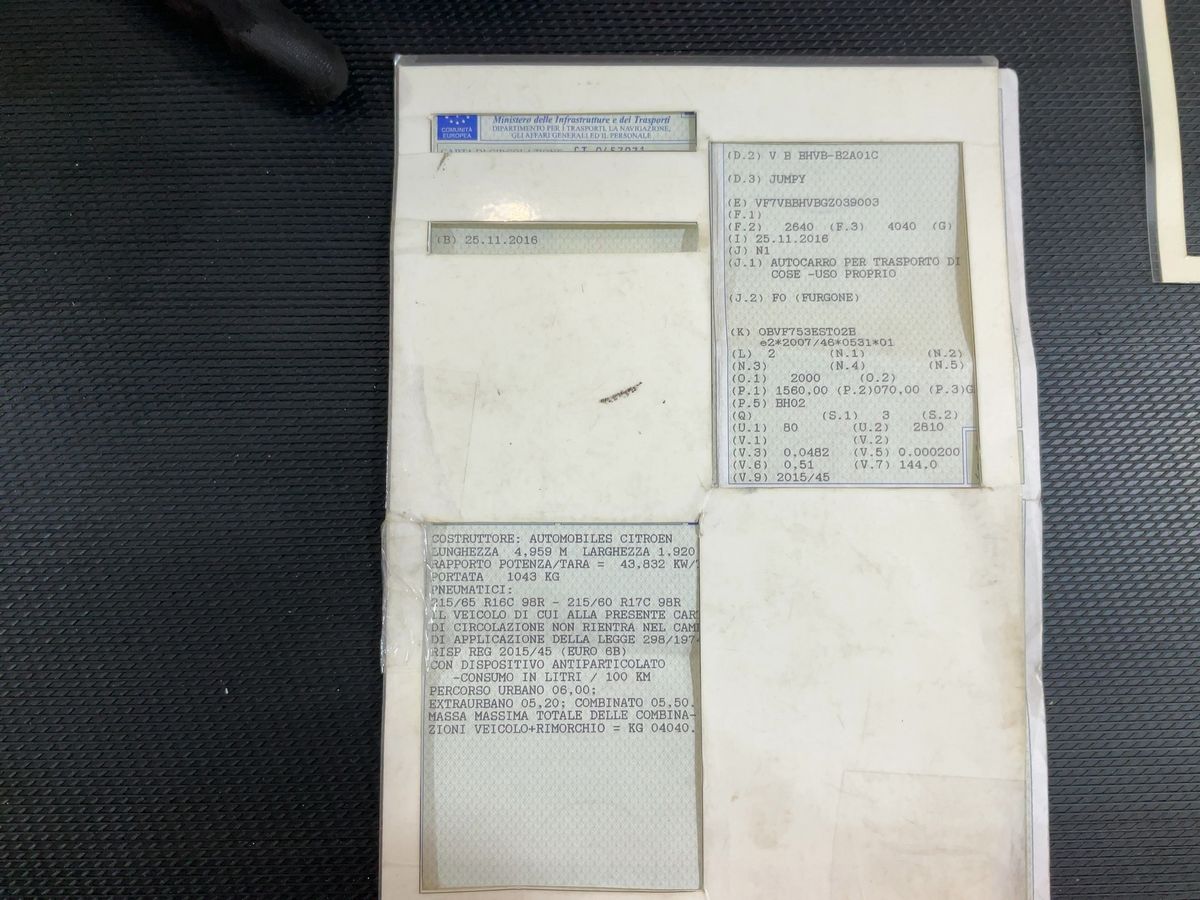 COMUNITÀ
EUROPEA
Ministero delle Infrastrutture e dei Trasporti
DIPARTIMENTO PER I TRASPORTI, LA NAVIGAZIONE,
GLI AFFARI GENERALI ED IL PERSONALE
CARTA DI CIRCOLAZIONE
(B) 25.11.2016
(D.2) V B BHVB-B2A01C
(D.3) JUMPY
(E) VF7VBBHVBGZ039003
(F.1)
(F.2) 2640 (F.3) 4040 (G)
(I) 25.11.2016
(J) N1
(J.1) AUTOCARRO PER TRASPORTO DI
COSE -USO PROPRIO
(J.2) F0 (FURGONE)
(K) OBVF753EST02B
e2*2007/46*0531*01
(L) 2 (N.1) (N.2)
(N.3) (N.4) (N.5)
(O.1) 2000 (O.2)
(P.1) 1560,00 (P.2)070,00 (P.3)G
(P.5) BH02
(Q) (S.1) 3 (S.2)
(U.1) 80 (U.2) 2810
(V.1) (V.2)
(V.3) 0,0482 (V.5) 0.000200
(V.6) 0,51 (V.7) 144.0
(V.9) 2015/45
COSTRUTTORE: AUTOMOBILES CITROEN
LUNGHEZZA 4,959 M LARGHEZZA 1.920
RAPPORTO POTENZA/TARA = 43,832 KW/
PORTATA 1043 KG
PNEUMATICI:
215/65 R16C 98R - 215/60 R17C 98R
IL VEICOLO DI CUI ALLA PRESENTE CAR
DI CIRCOLAZIONE NON RIENTRA NEL CAM
DI APPLICAZIONE DELLA LEGGE 298/197
RISP REG 2015/45 (EURO 6B)
CON DISPOSITIVO ANTIPARTICOLATO
-CONSUMO IN LITRI / 100 KM
PERCORSO URBANO 06,00;
EXTRAURBANO 05,20; COMBINATO 05,50.
MASSA MASSIMA TOTALE DELLE COMBINA-
ZIONI VEICOLO+RIMORCHIO = KG 04040.